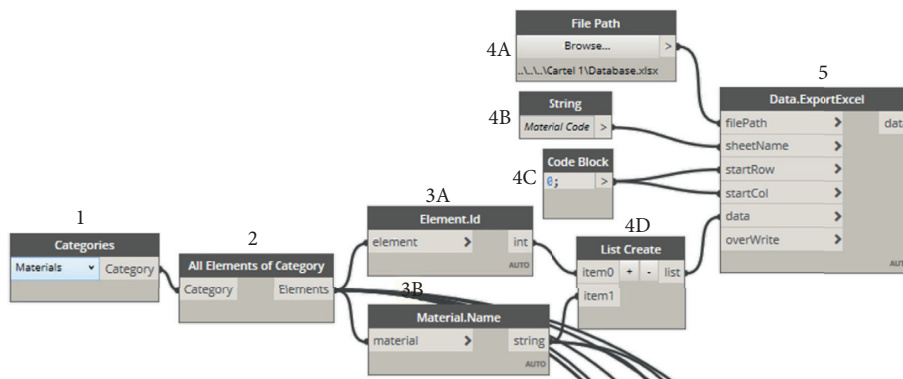 File Path
4A
Browse... >
..\..\..\Cartel 1\Database.xlsx
5
Data.ExportExcel
filePath > data
sheetName >
startRow >
startCol >
data >
overWrite >
AUTO
4B
String
Material Code >
4C
Code Block
0; >
1
Categories
Materials Category
2
All Elements of Category
Category Elements
3A
Element.Id
element > int
AUTO
3B
Material.Name
material > string
AUTO
4D
List Create
item0 + - list
item1